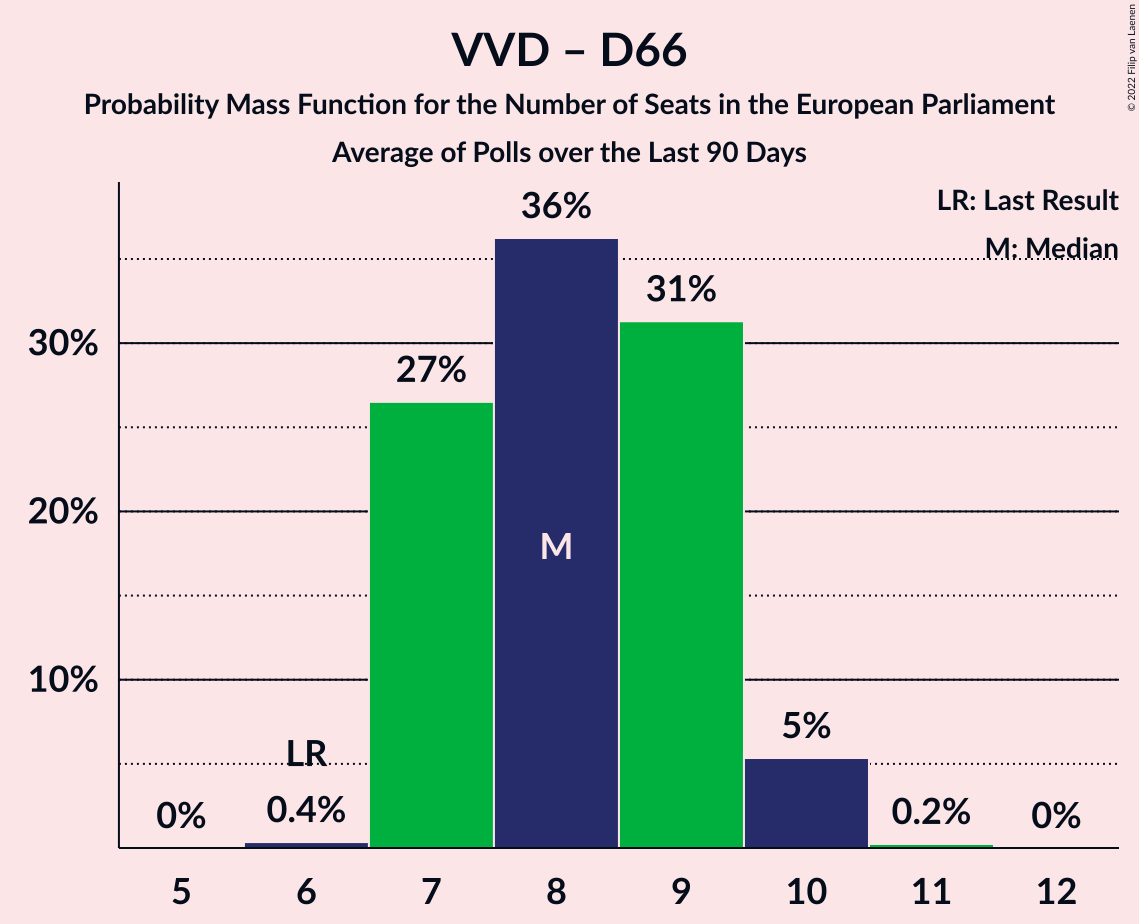 VVD – D66
Probability Mass Function for the Number of Seats in the European Parliament
Average of Polls over the Last 90 Days
© 2022 Filip van Laenen
LR: Last Result
M: Median
36%
31%
30%
27%
20%
M
10%
5%
LR
0%
0.4%
0.2%
0%
5 6 7 8 9 10 11 12